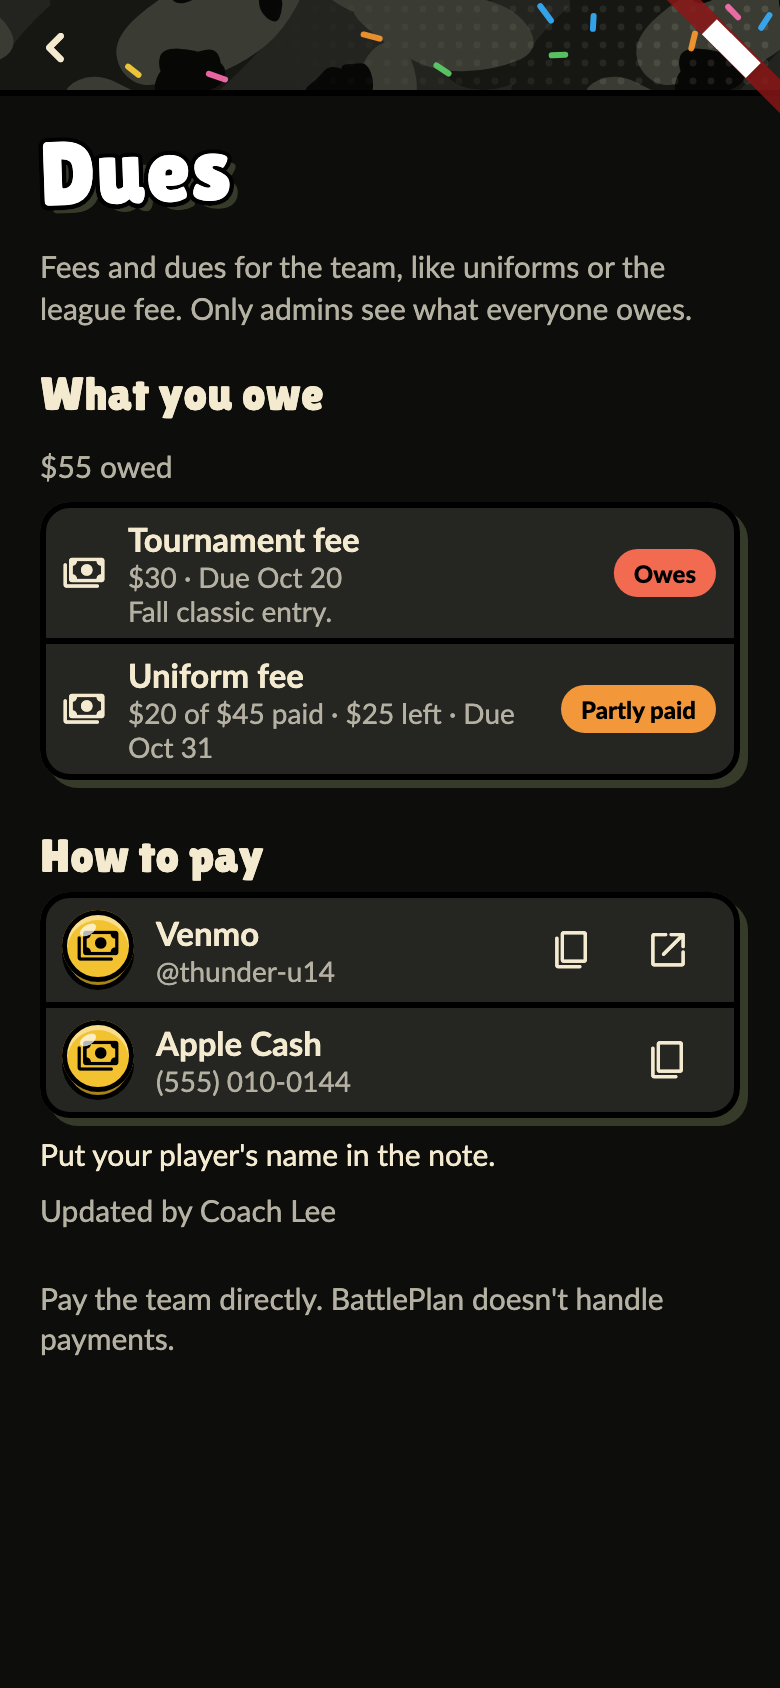 Dues
Fees and dues for the team, like uniforms or the
league fee. Only admins see what everyone owes.
What you owe
$55 owed
Tournament fee
$30 · Due Oct 20
Fall classic entry.
Owes
Uniform fee
$20 of $45 paid · $25 left · Due
Oct 31
Partly paid
How to pay
Venmo
@thunder-u14
Apple Cash
(555) 010-0144
Put your player's name in the note.
Updated by Coach Lee
Pay the team directly. BattlePlan doesn't handle
payments.